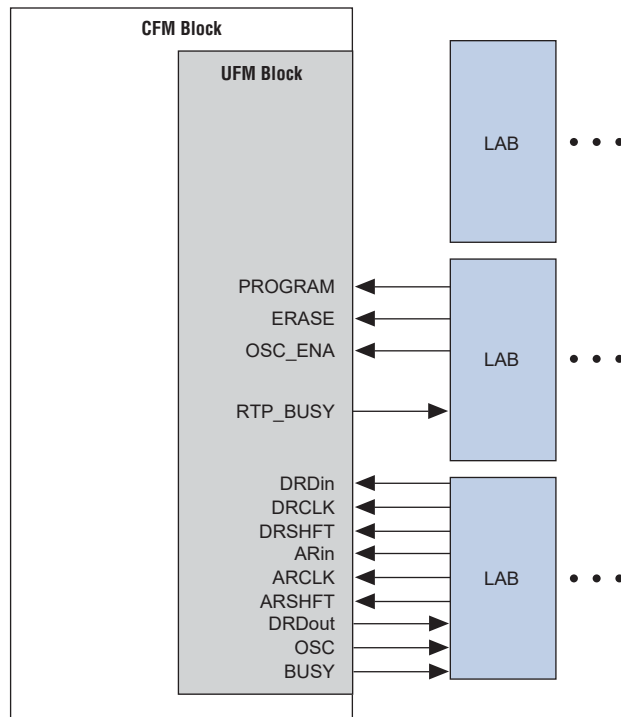 CFM Block
UFM Block
LAB
PROGRAM
ERASE
OSC_ENA
LAB
RTP_BUSY
DRDin
DRCLK
DRSHFT
ARin
ARCLK
LAB
ARSHFT
DRDout
OSC
BUSY